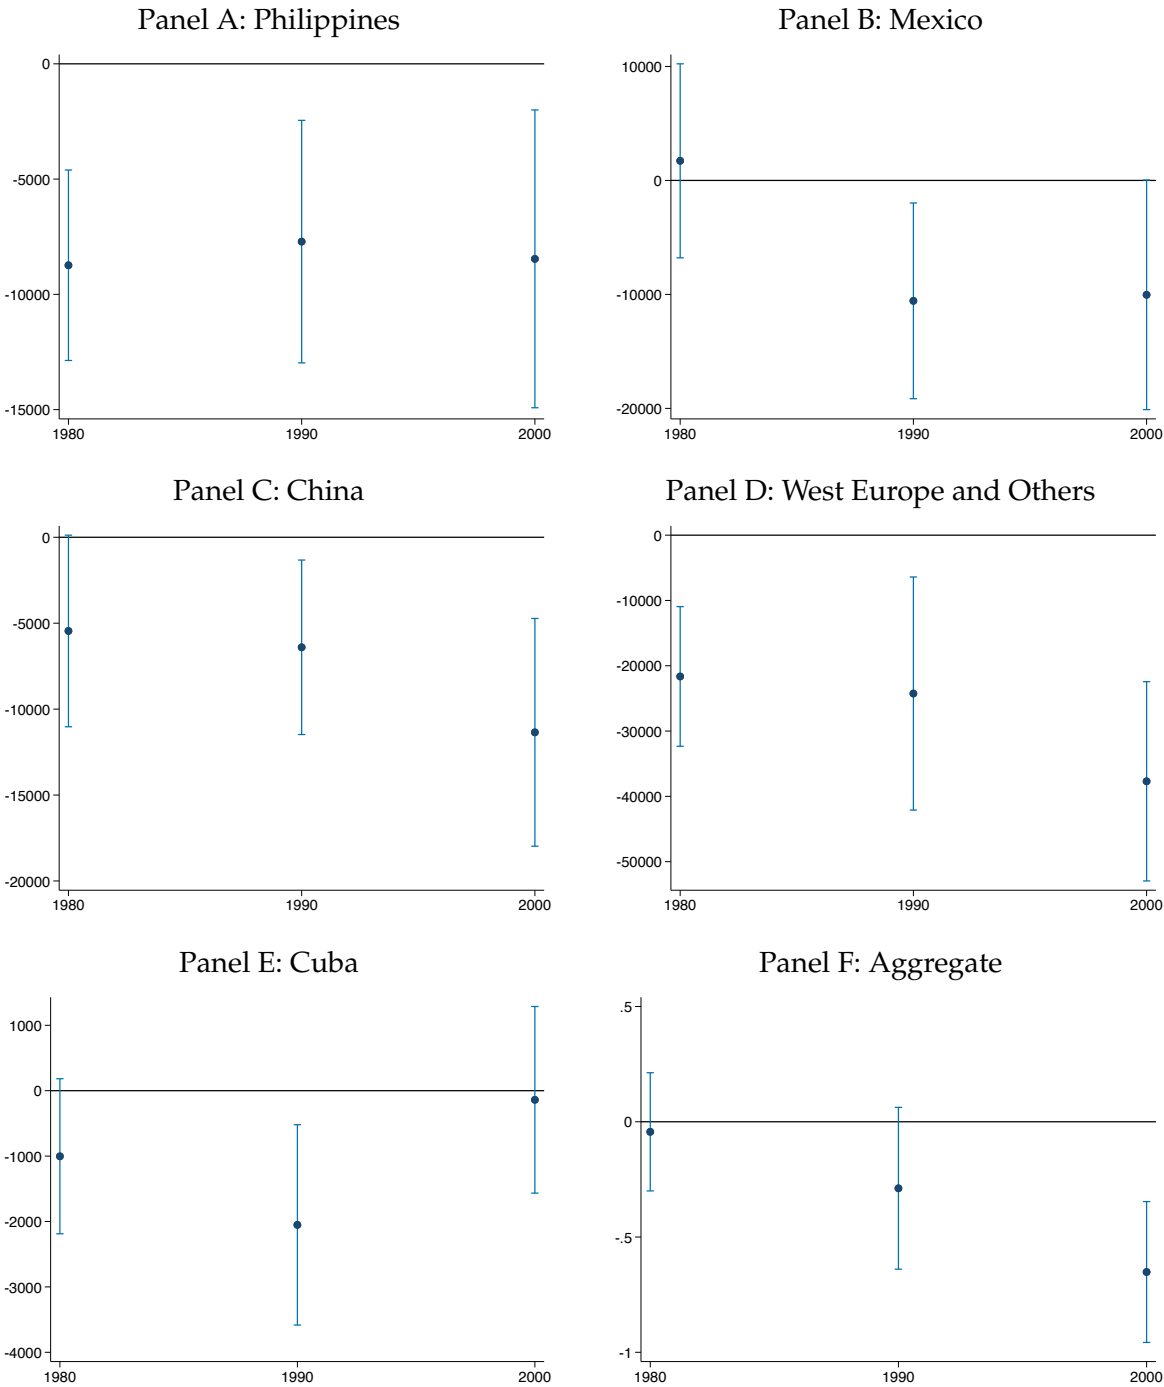 Panel A: Philippines
0
-5000
-10000
-15000
1980 1990 2000
Panel B: Mexico
10000
0
-10000
-20000
1980 1990 2000
Panel C: China
0
-5000
-10000
-15000
-20000
1980 1990 2000
Panel D: West Europe and Others
0
-10000
-20000
-30000
-40000
-50000
1980 1990 2000
Panel E: Cuba
1000
0
-1000
-2000
-3000
-4000
1980 1990 2000
Panel F: Aggregate
.5
0
-.5
-1
1980 1990 2000